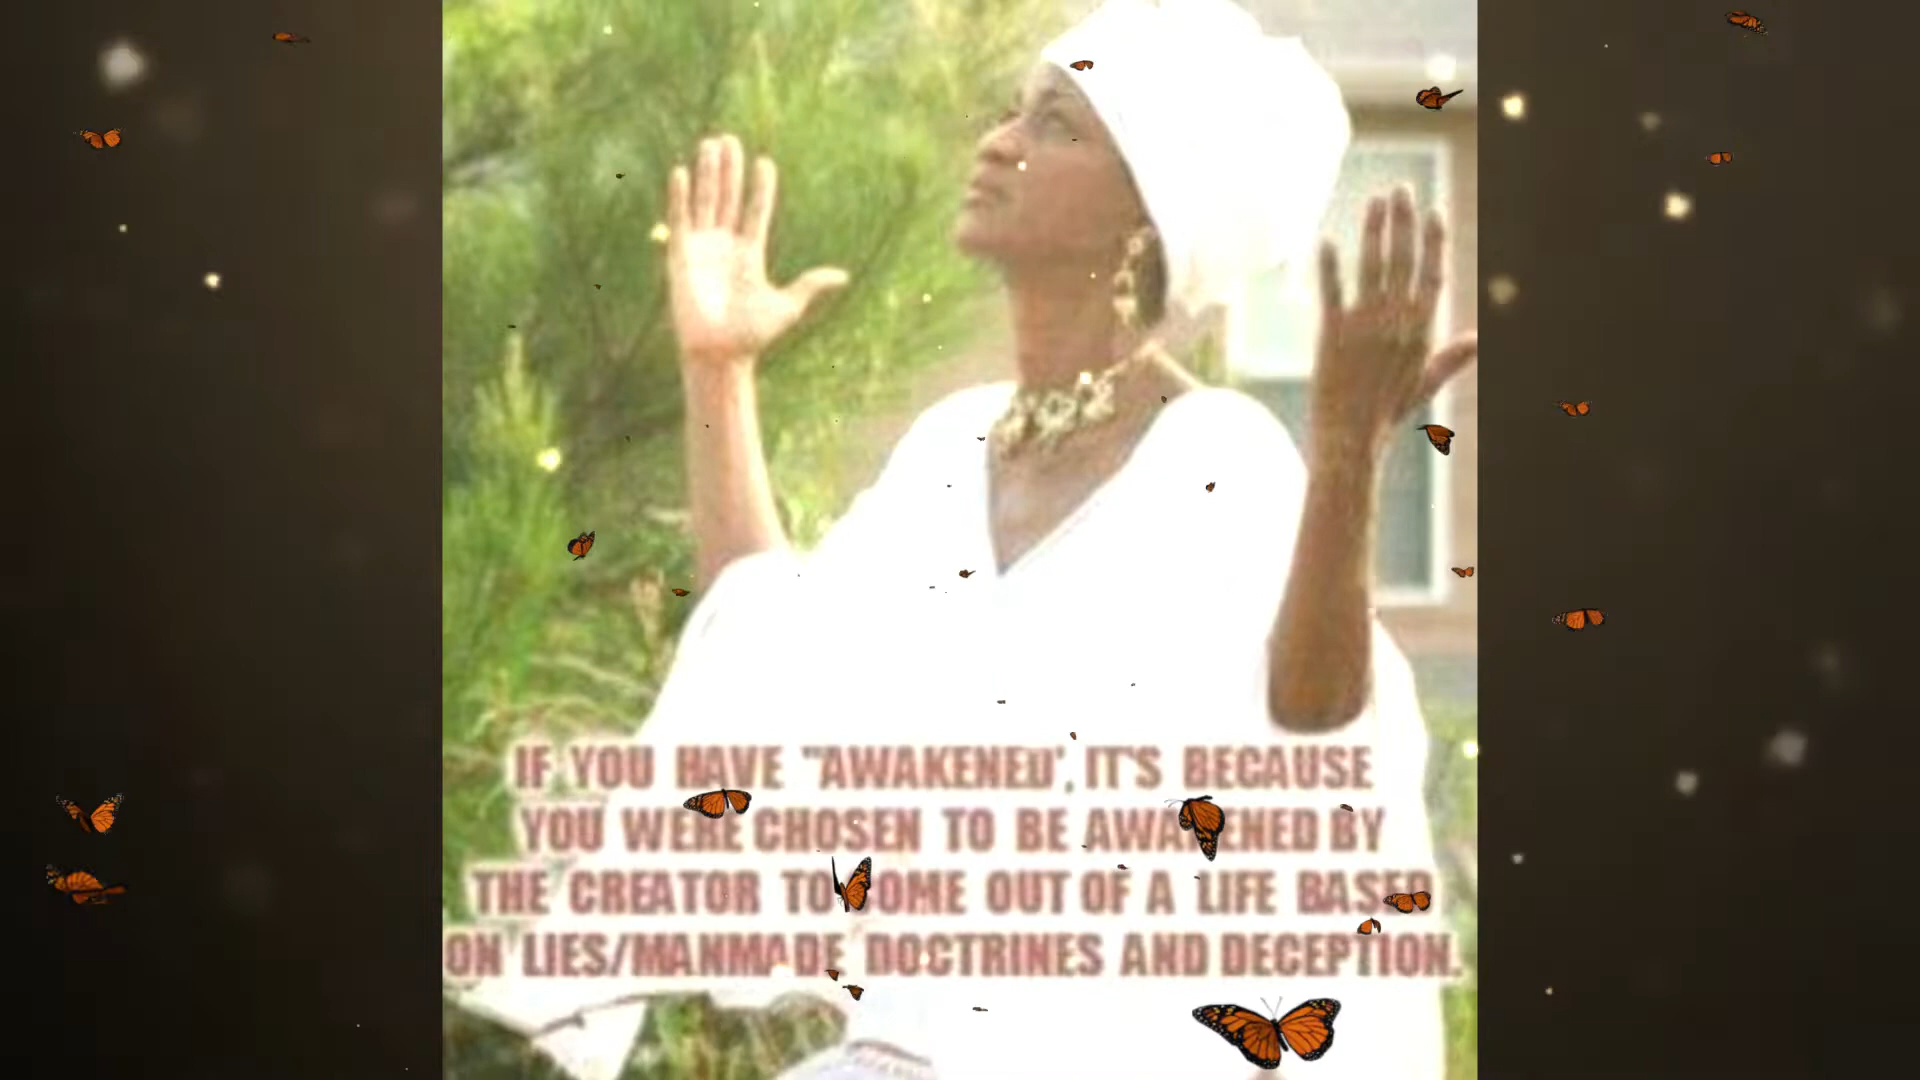 IF YOU HAVE "AWAKENED', IT'S BECAUSE
YOU WERE CHOSEN TO BE AWAKENED BY
THE CREATOR TO COME OUT OF A LIFE BASED
ON LIES/MANMADE DOCTRINES AND DECEPTION.